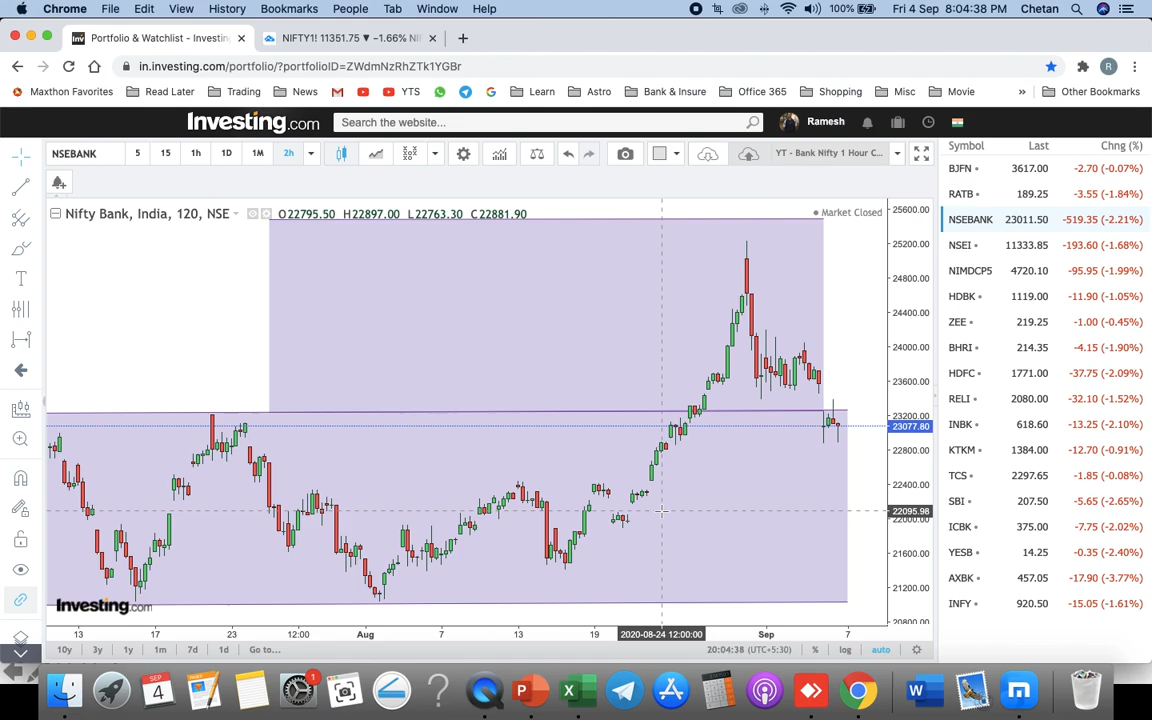 Chrome File Edit View History Bookmarks People Tab Window Help 100% Fri 4 Sep 8:04:38 PM Chetan
Portfolio & Watchlist - Investin NIFTY1! 11351.75 ▼ −1.66% NI
in.investing.com/portfolio/?portfolioID=ZWdmNzRhZTk1YGBr R
Maxthon Favorites Read Later Trading News YTS Learn Astro Bank & Insure Office 365 Shopping Misc Movie » Other Bookmarks
Investing.com Search the website... Ramesh
NSEBANK 5 15 1h 1D 1M 2h YT - Bank Nifty 1 Hour C...
Symbol Last Chng (%)
BJFN 3617.00 -2.70 (-0.07%)
RATB 189.25 -3.55 (-1.84%)
NSEBANK 23011.50 -519.35 (-2.21%)
NSEI 11333.85 -193.60 (-1.68%)
NIMDCP5 4720.10 -95.95 (-1.99%)
HDBK 1119.00 -11.90 (-1.05%)
ZEE 219.25 -1.00 (-0.45%)
BHRI 214.35 -4.15 (-1.90%)
HDFC 1771.00 -37.75 (-2.09%)
RELI 2080.00 -32.10 (-1.52%)
INBK 618.60 -13.25 (-2.10%)
KTKM 1384.00 -12.70 (-0.91%)
TCS 2297.65 -1.85 (-0.08%)
SBI 207.50 -5.65 (-2.65%)
ICBK 375.00 -7.75 (-2.02%)
YESB 14.25 -0.35 (-2.40%)
AXBK 457.05 -17.90 (-3.77%)
INFY 920.50 -15.05 (-1.61%)
Nifty Bank, India, 120, NSE O22795.50 H22897.00 L22763.30 C22881.90
Market Closed
25600.00
25200.00
24800.00
24400.00
24000.00
23600.00
23200.00
23077.80
22800.00
22400.00
22095.98
22000.00
21600.00
21200.00
20800.00
Investing.com
13 17 23 12:00 Aug 7 13 19 2020-08-24 12:00:00 Sep 7
10y 3y 1y 1m 7d 1d Go to... 20:04:38 (UTC+5:30) % log auto
SEP
4
1